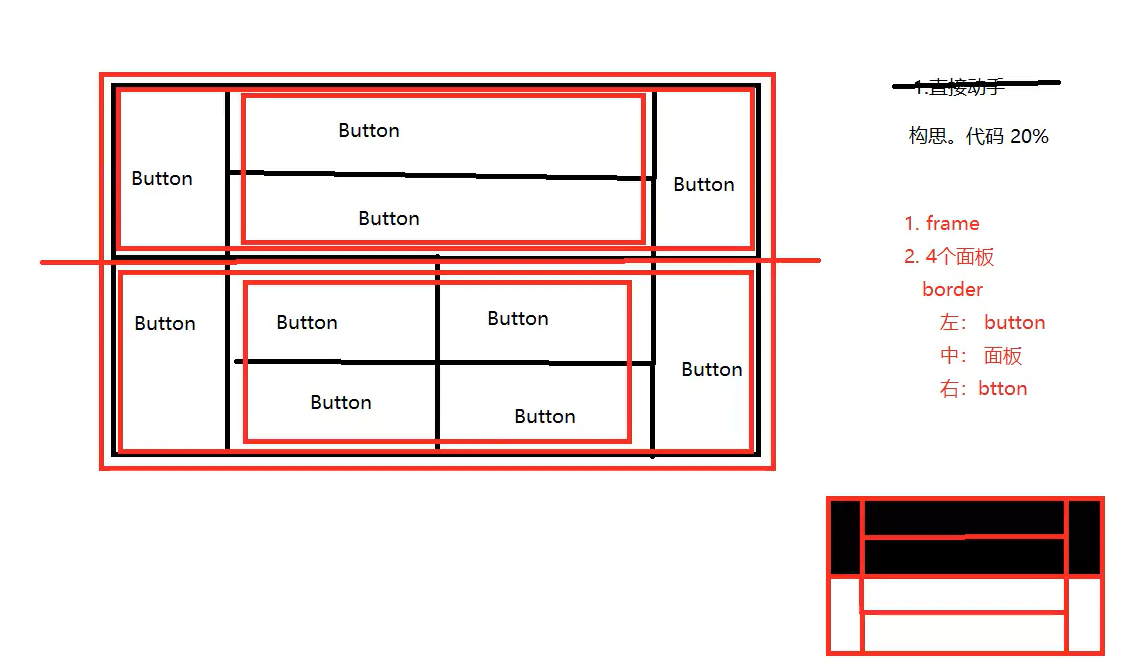 Button
Button
Button
Button
Button
Button
Button
Button
Button
Button
1.直接动手
构思。代码 20%
1. frame
2. 4个面板
border
左： button
中： 面板
右：btton